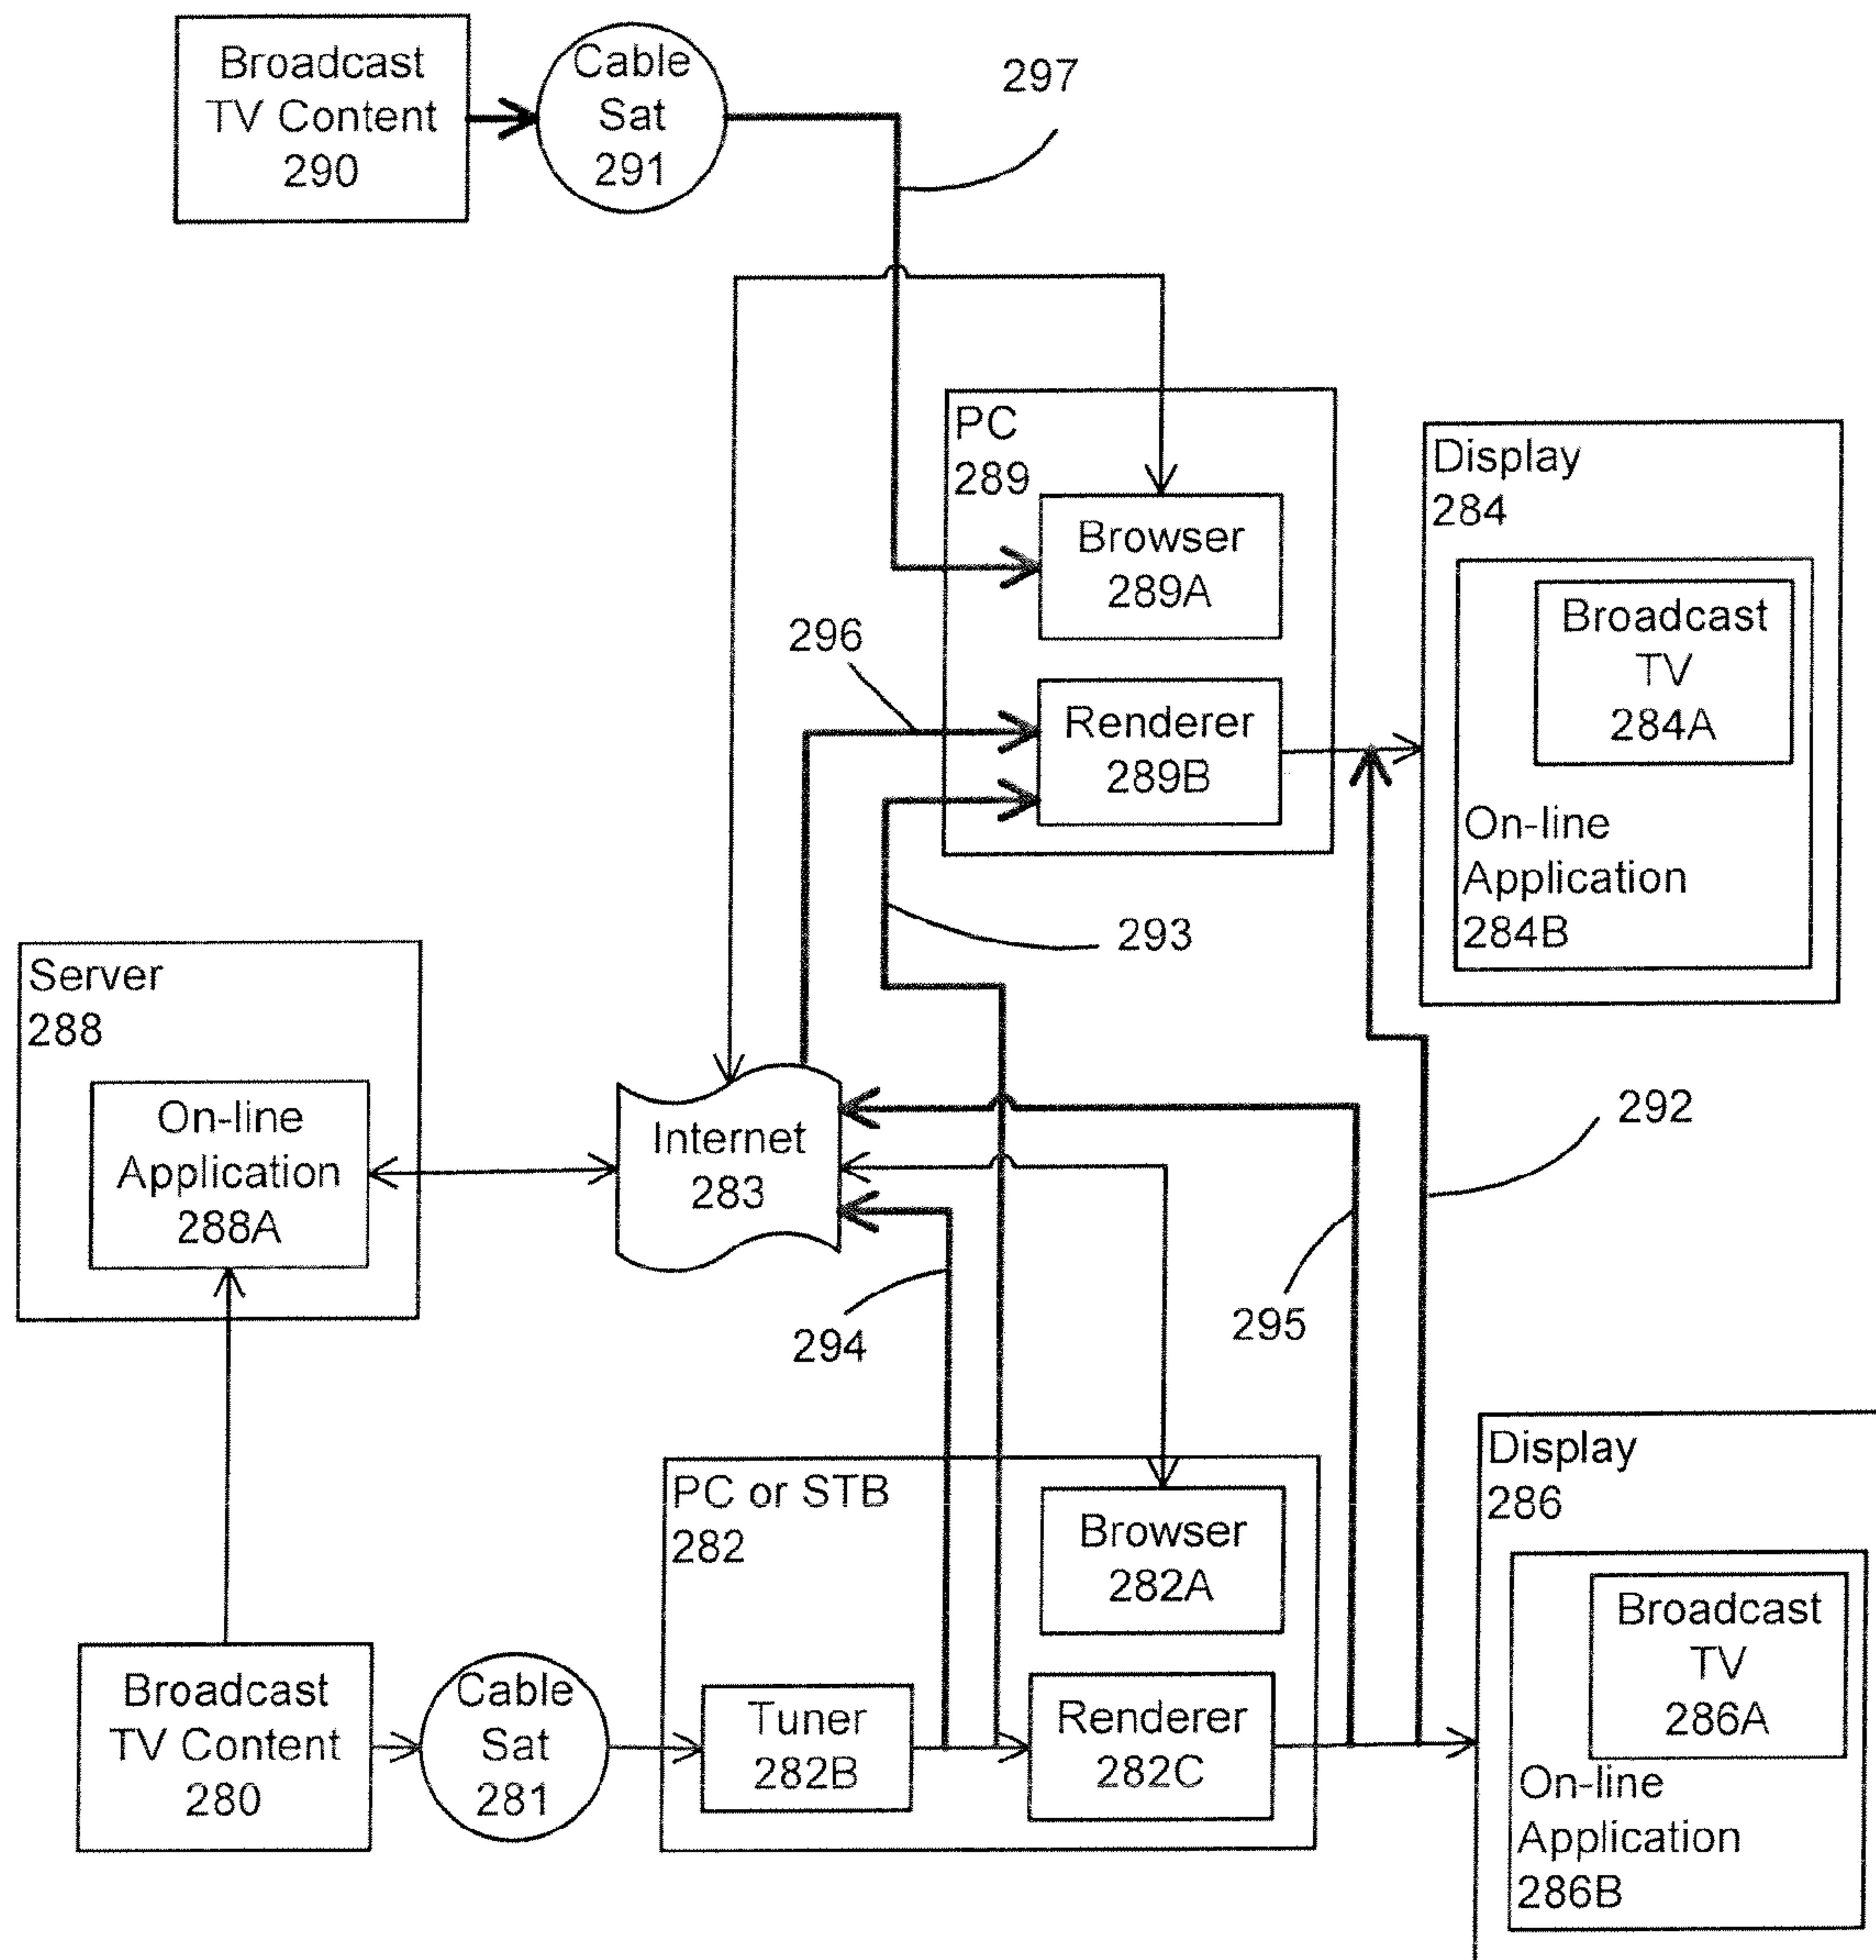 Broadcast
TV Content
290
Cable
Sat
291
297
PC
289
Browser
289A
Display
284
Broadcast
TV
284A
296
Renderer
289B
On-line
Application
284B
293
Server
288
On-line
Application
288A
Internet
283
292
294
295
PC or STB
282
Browser
282A
Display
286
Broadcast
TV
286A
Broadcast
TV Content
280
Cable
Sat
281
Tuner
282B
Renderer
282C
On-line
Application
286B